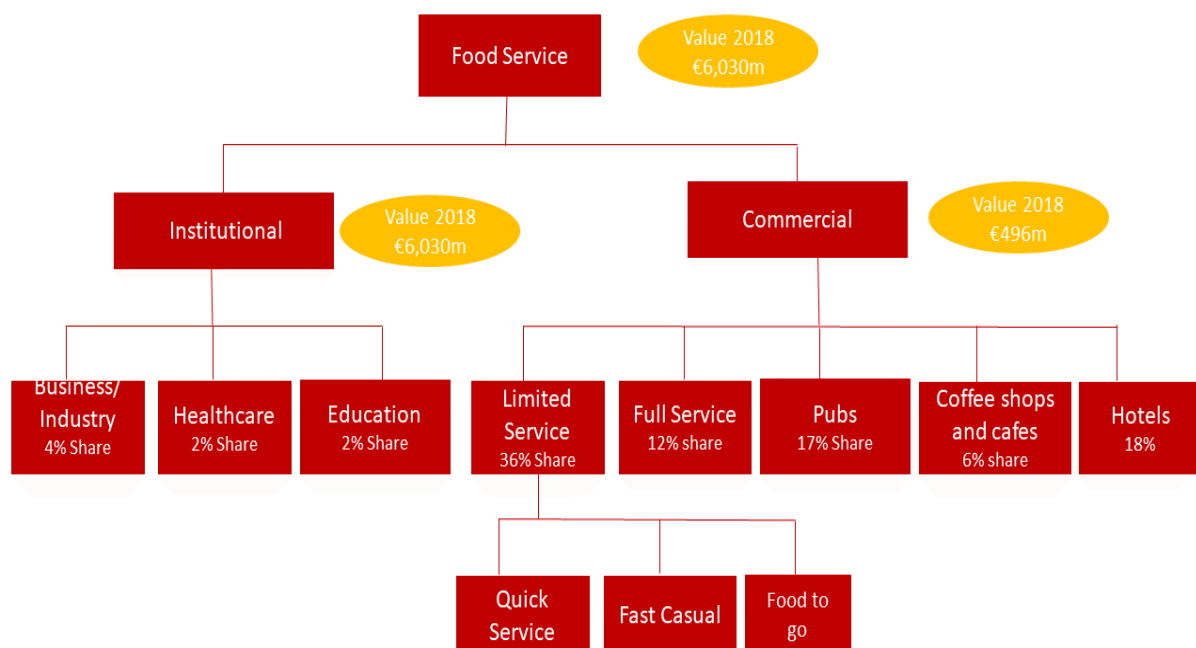 Food Service
Value 2018
€6,030m
Institutional
Value 2018
€6,030m
Commercial
Value 2018
€496m
Business/
Industry
4% Share
Healthcare
2% Share
Education
2% Share
Limited
Service
36% Share
Full Service
12% share
Pubs
17% Share
Coffee shops
and cafes
6% share
Hotels
18%
Quick
Service
Fast Casual
Food to
go